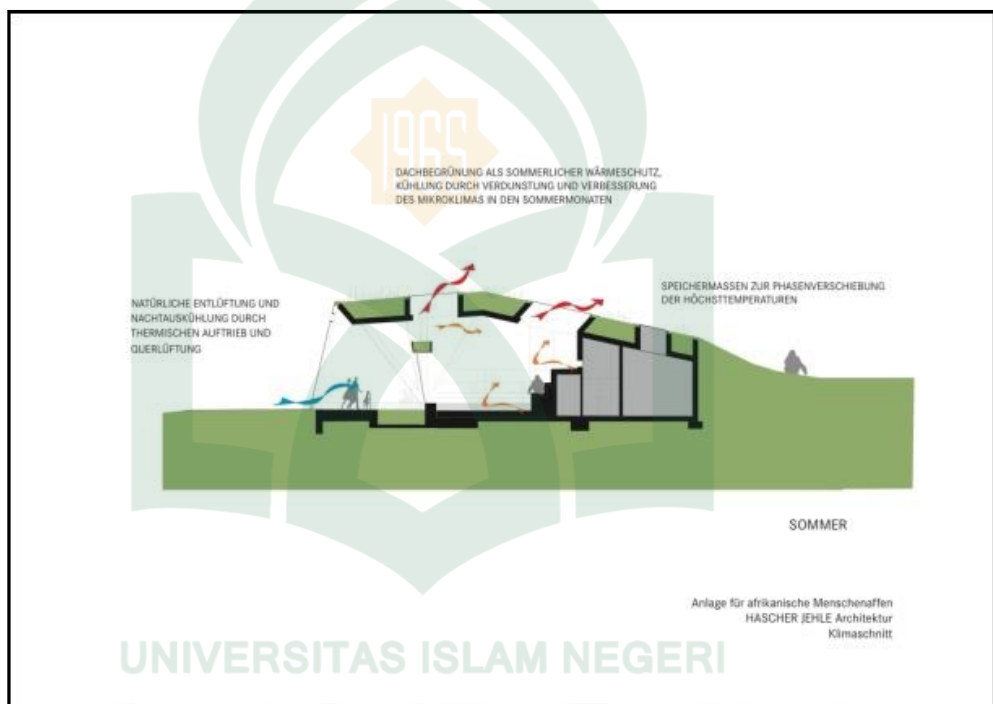 1965
DACHBEGRÜNUNG ALS SOMMERLICHER WÄRMESCHUTZ,
KÜHLUNG DURCH VERDUNSTUNG UND VERBESSERUNG
DES MIKROKLIMAS IN DEN SOMMERMONATEN
NATÜRLICHE ENTLÜFTUNG UND
NACHTAUSKÜHLUNG DURCH
THERMISCHEN AUFTRIEB UND
QUERLÜFTUNG
SPEICHERMASSEN ZUR PHASENVERSCHIEBUNG
DER HÖCHSTTEMPERATUREN
SOMMER
Anlage für afrikanische Menschenaffen
HASCHER JEHLE Architektur
Klimaschnitt
UNIVERSITAS ISLAM NEGERI